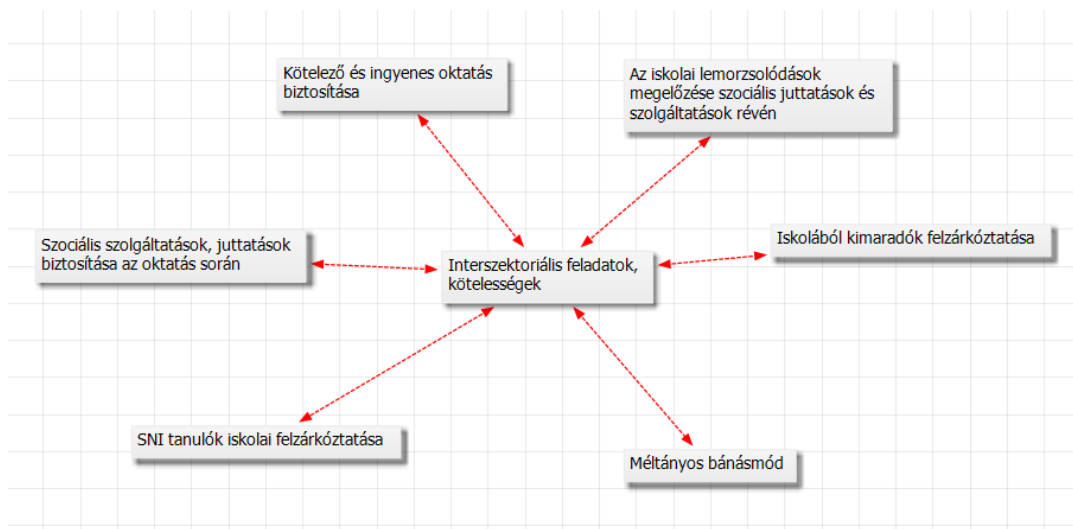 Kötelező és ingyenes oktatás
biztosítása
Az iskolai lemorzsolódások
megelőzése szociális juttatások és
szolgáltatások révén
Szociális szolgáltatások, juttatások
biztosítása az oktatás során
Interszektoriális feladatok,
kötelességek
Iskolából kimaradók felzárkóztatása
SNI tanulók iskolai felzárkóztatása
Méltányos bánásmód